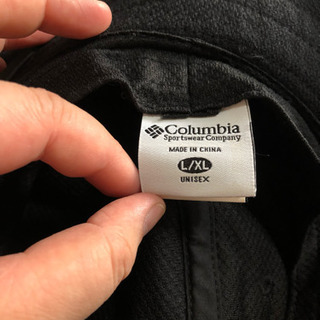 Columbia
Sportswear Company
MADE IN CHINA
L/XL
UNISEX